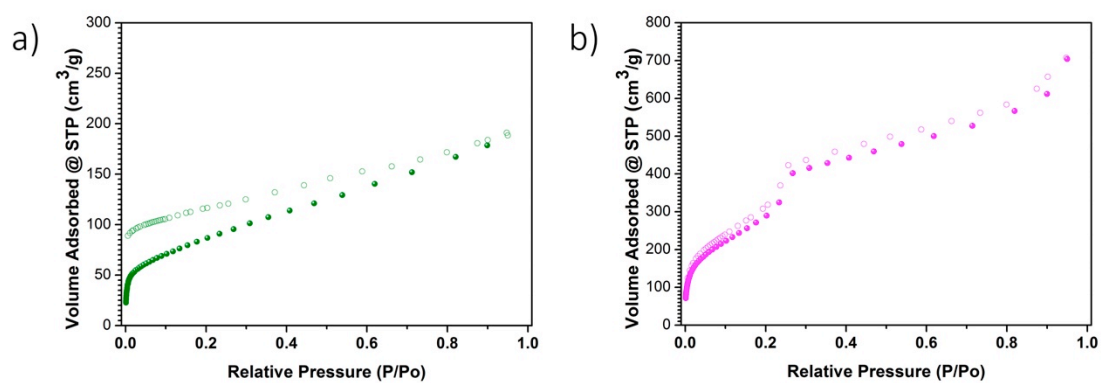 a)
Volume Adsorbed @ STP (cm³/g)
300
250
200
150
100
50
0
0.0 0.2 0.4 0.6 0.8 1.0
Relative Pressure (P/Po)
b)
Volume Adsorbed @ STP (cm³/g)
800
700
600
500
400
300
200
100
0
0.0 0.2 0.4 0.6 0.8 1.0
Relative Pressure (P/Po)